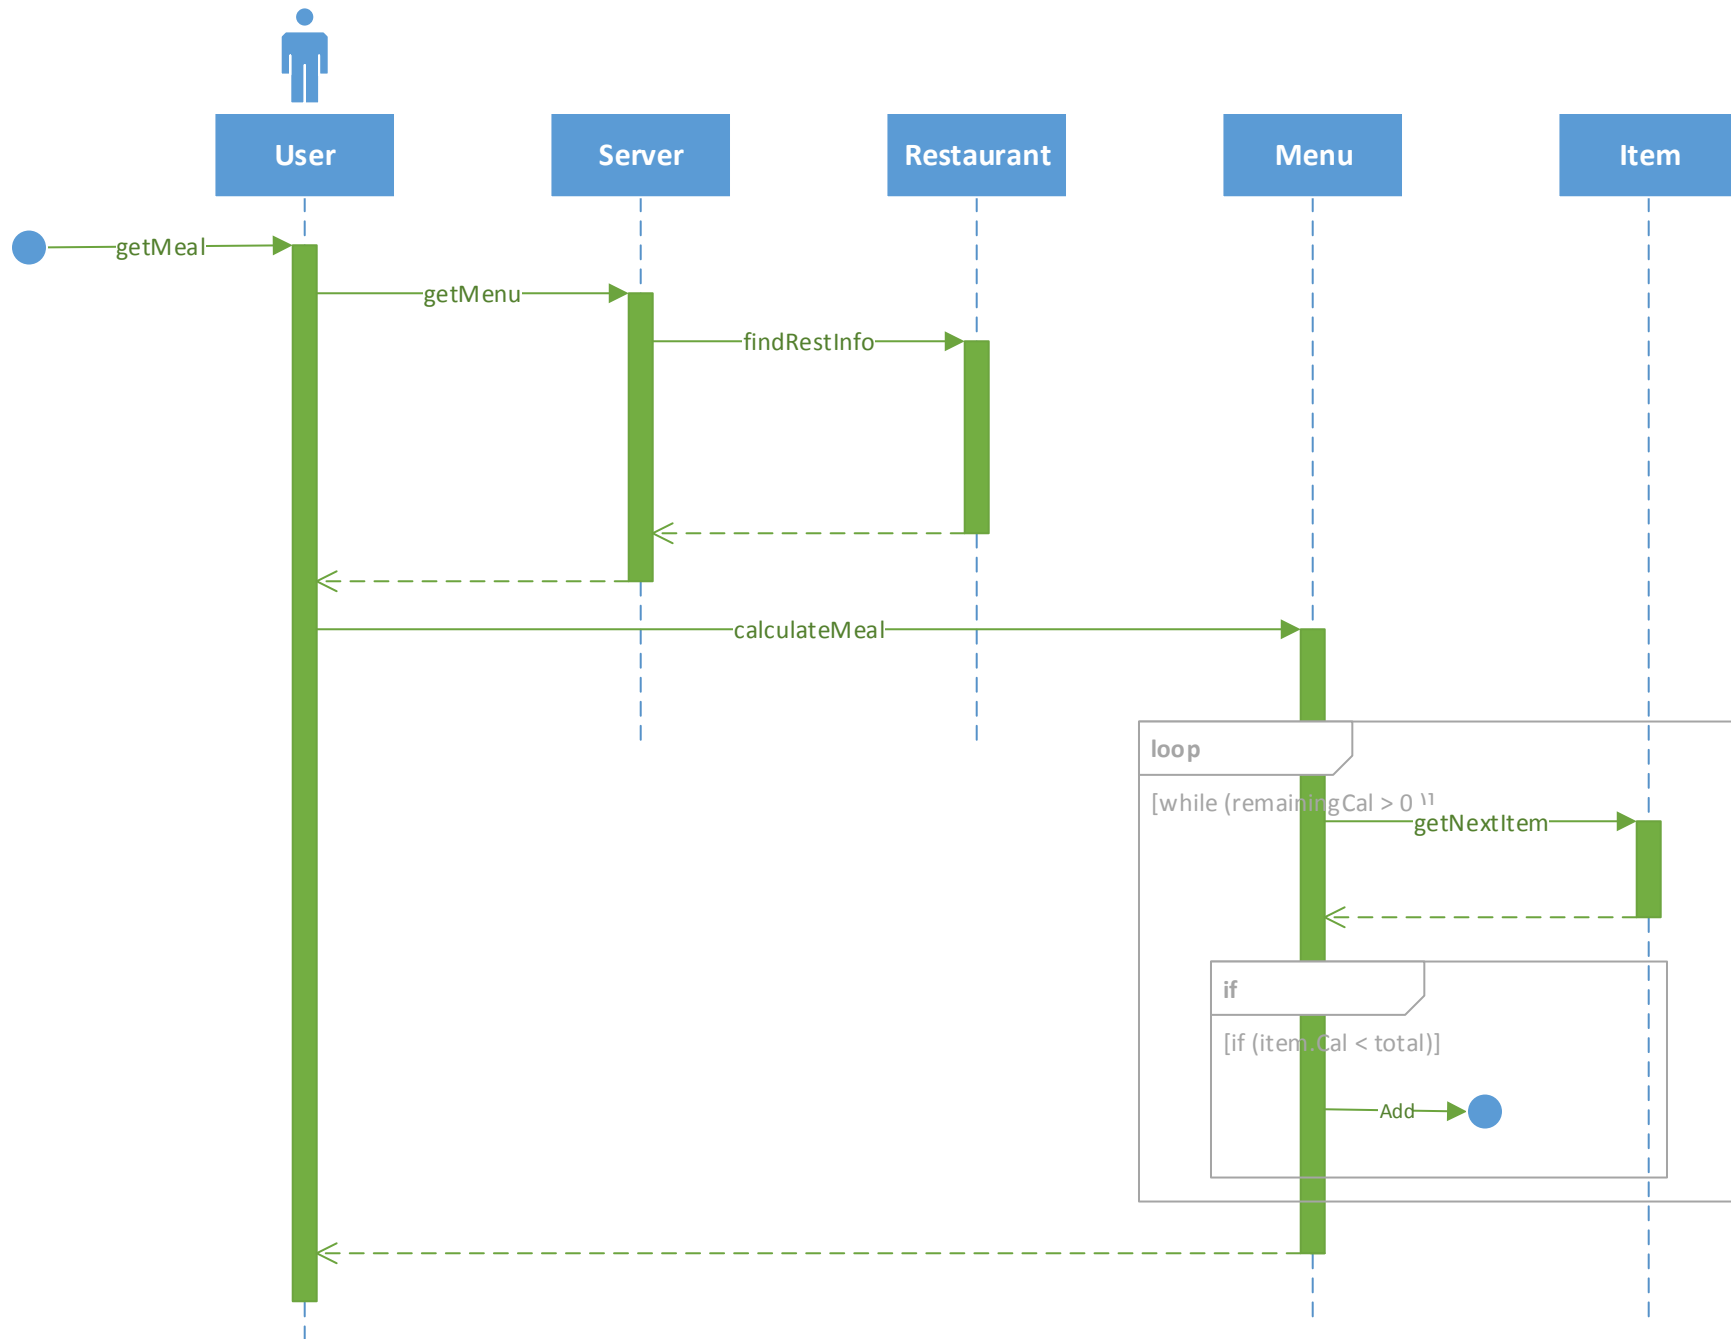 User
Server
Restaurant
Menu
Item
getMeal
getMenu
findRestInfo
calculateMeal
loop
[while (remainingCal > 0 )]
getNextItem
if
[if (item.Cal < total)]
Add